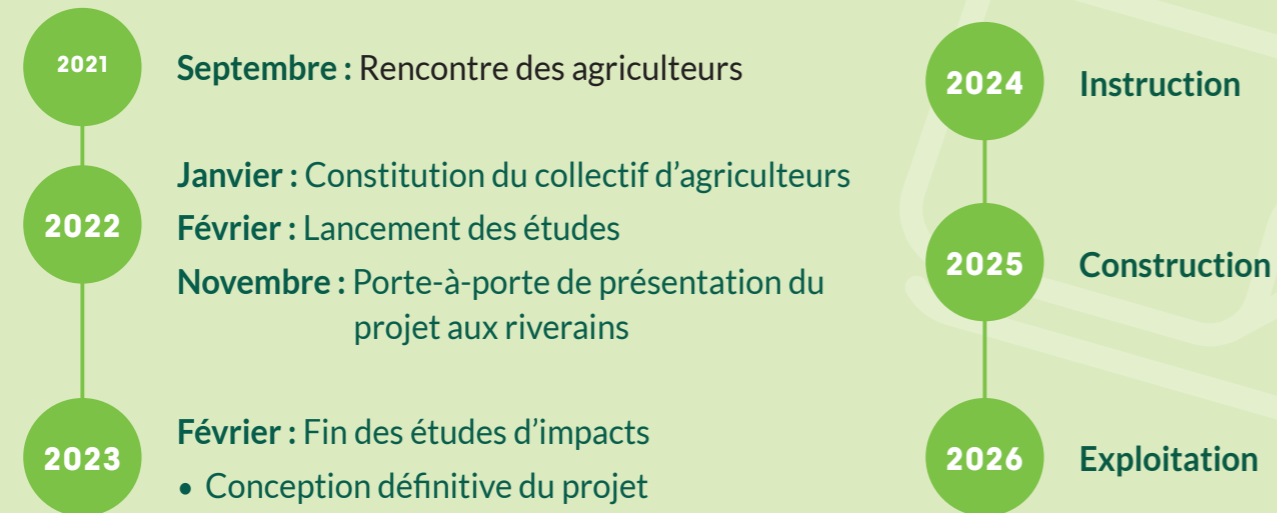 2021
Septembre : Rencontre des agriculteurs
2022
Janvier : Constitution du collectif d’agriculteurs
Février : Lancement des études
Novembre : Porte-à-porte de présentation du
projet aux riverains
2023
Février : Fin des études d’impacts
• Conception définitive du projet
2024
Instruction
2025
Construction
2026
Exploitation